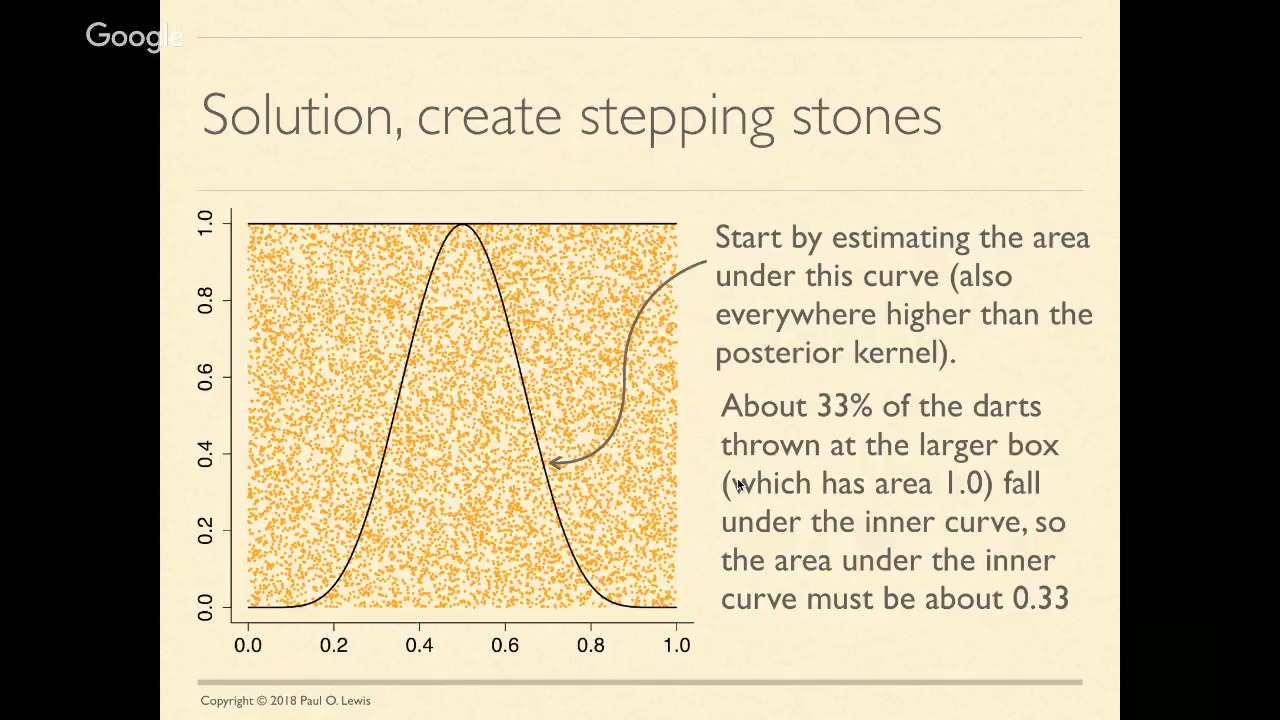 Google
Solution, create stepping stones
1.0
0.8
0.6
0.4
0.2
0.0
0.0 0.2 0.4 0.6 0.8 1.0
Start by estimating the area
under this curve (also
everywhere higher than the
posterior kernel).
About 33% of the darts
thrown at the larger box
(which has area 1.0) fall
under the inner curve, so
the area under the inner
curve must be about 0.33
Copyright © 2018 Paul O. Lewis